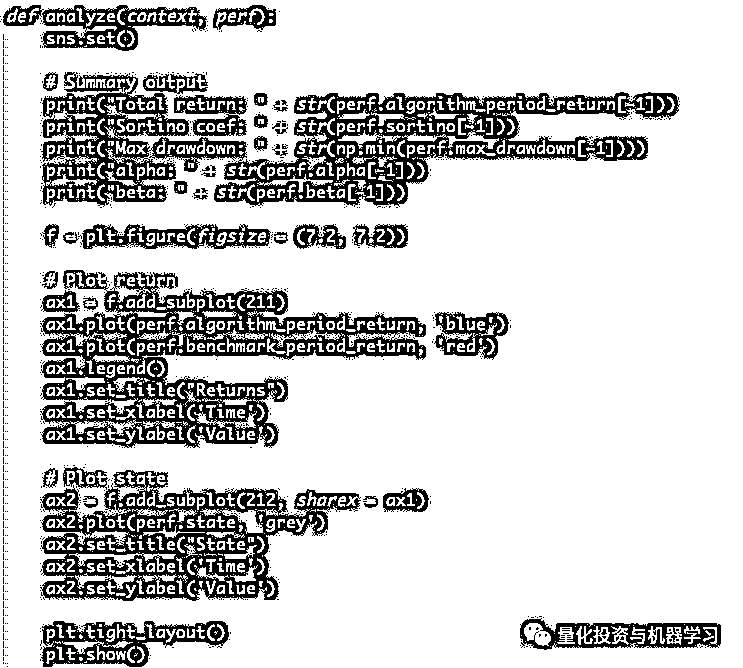 def analyze(context, perf):
    sns.set()

    # Summary output
    print("Total return: " + str(perf.algorithm_period_return[-1]))
    print("Sortino coef: " + str(perf.sortino[-1]))
    print("Max drawdown: " + str(np.min(perf.max_drawdown[-1])))
    print("alpha: " + str(perf.alpha[-1]))
    print("beta: " + str(perf.beta[-1]))

    f = plt.figure(figsize = (7.2, 7.2))

    # Plot return
    ax1 = f.add_subplot(211)
    ax1.plot(perf.algorithm_period_return, 'blue')
    ax1.plot(perf.benchmark_period_return, 'red')
    ax1.legend()
    ax1.set_title("Returns")
    ax1.set_xlabel('Time')
    ax1.set_ylabel('Value')

    # Plot state
    ax2 = f.add_subplot(212, sharex = ax1)
    ax2.plot(perf.state, 'grey')
    ax2.set_title("State")
    ax2.set_xlabel('Time')
    ax2.set_ylabel('Value')

    plt.tight_layout()
    plt.show()
量化投资与机器学习